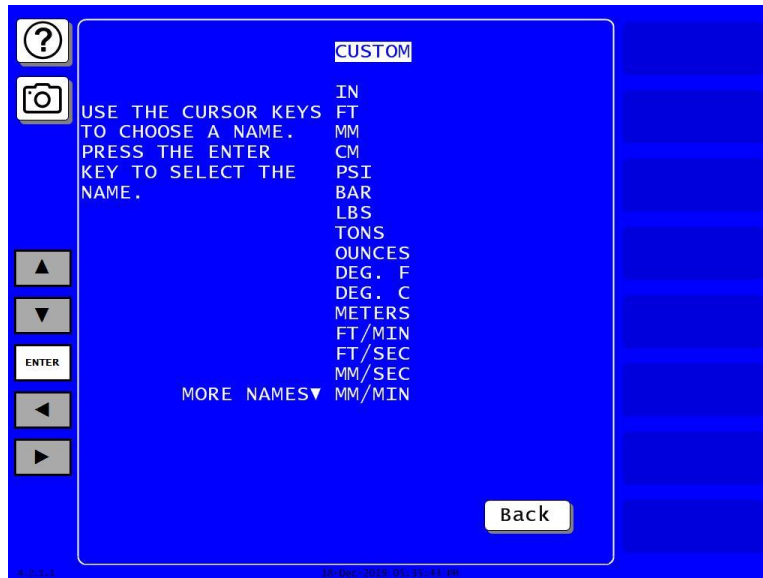 ?
CUSTOM
IN
USE THE CURSOR KEYS FT
TO CHOOSE A NAME. MM
PRESS THE ENTER CM
KEY TO SELECT THE PSI
NAME. BAR
LBS
TONS
OUNCES
DEG. F
DEG. C
METERS
FT/MIN
FT/SEC
ENTER
MM/SEC
MORE NAMES▼ MM/MIN
Back